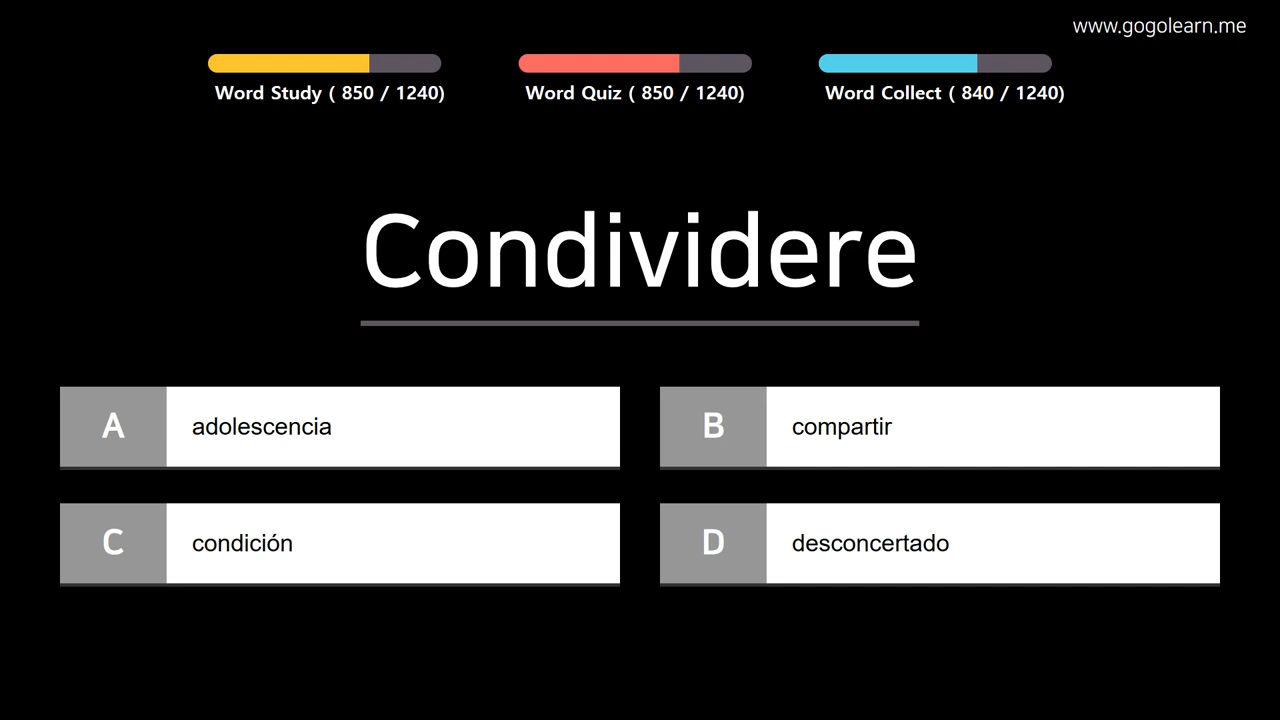 www.gogolearn.me
Word Study ( 850 / 1240)
Word Quiz ( 850 / 1240)
Word Collect ( 840 / 1240)
Condividere
A adolescencia
B compartir
C condición
D desconcertado